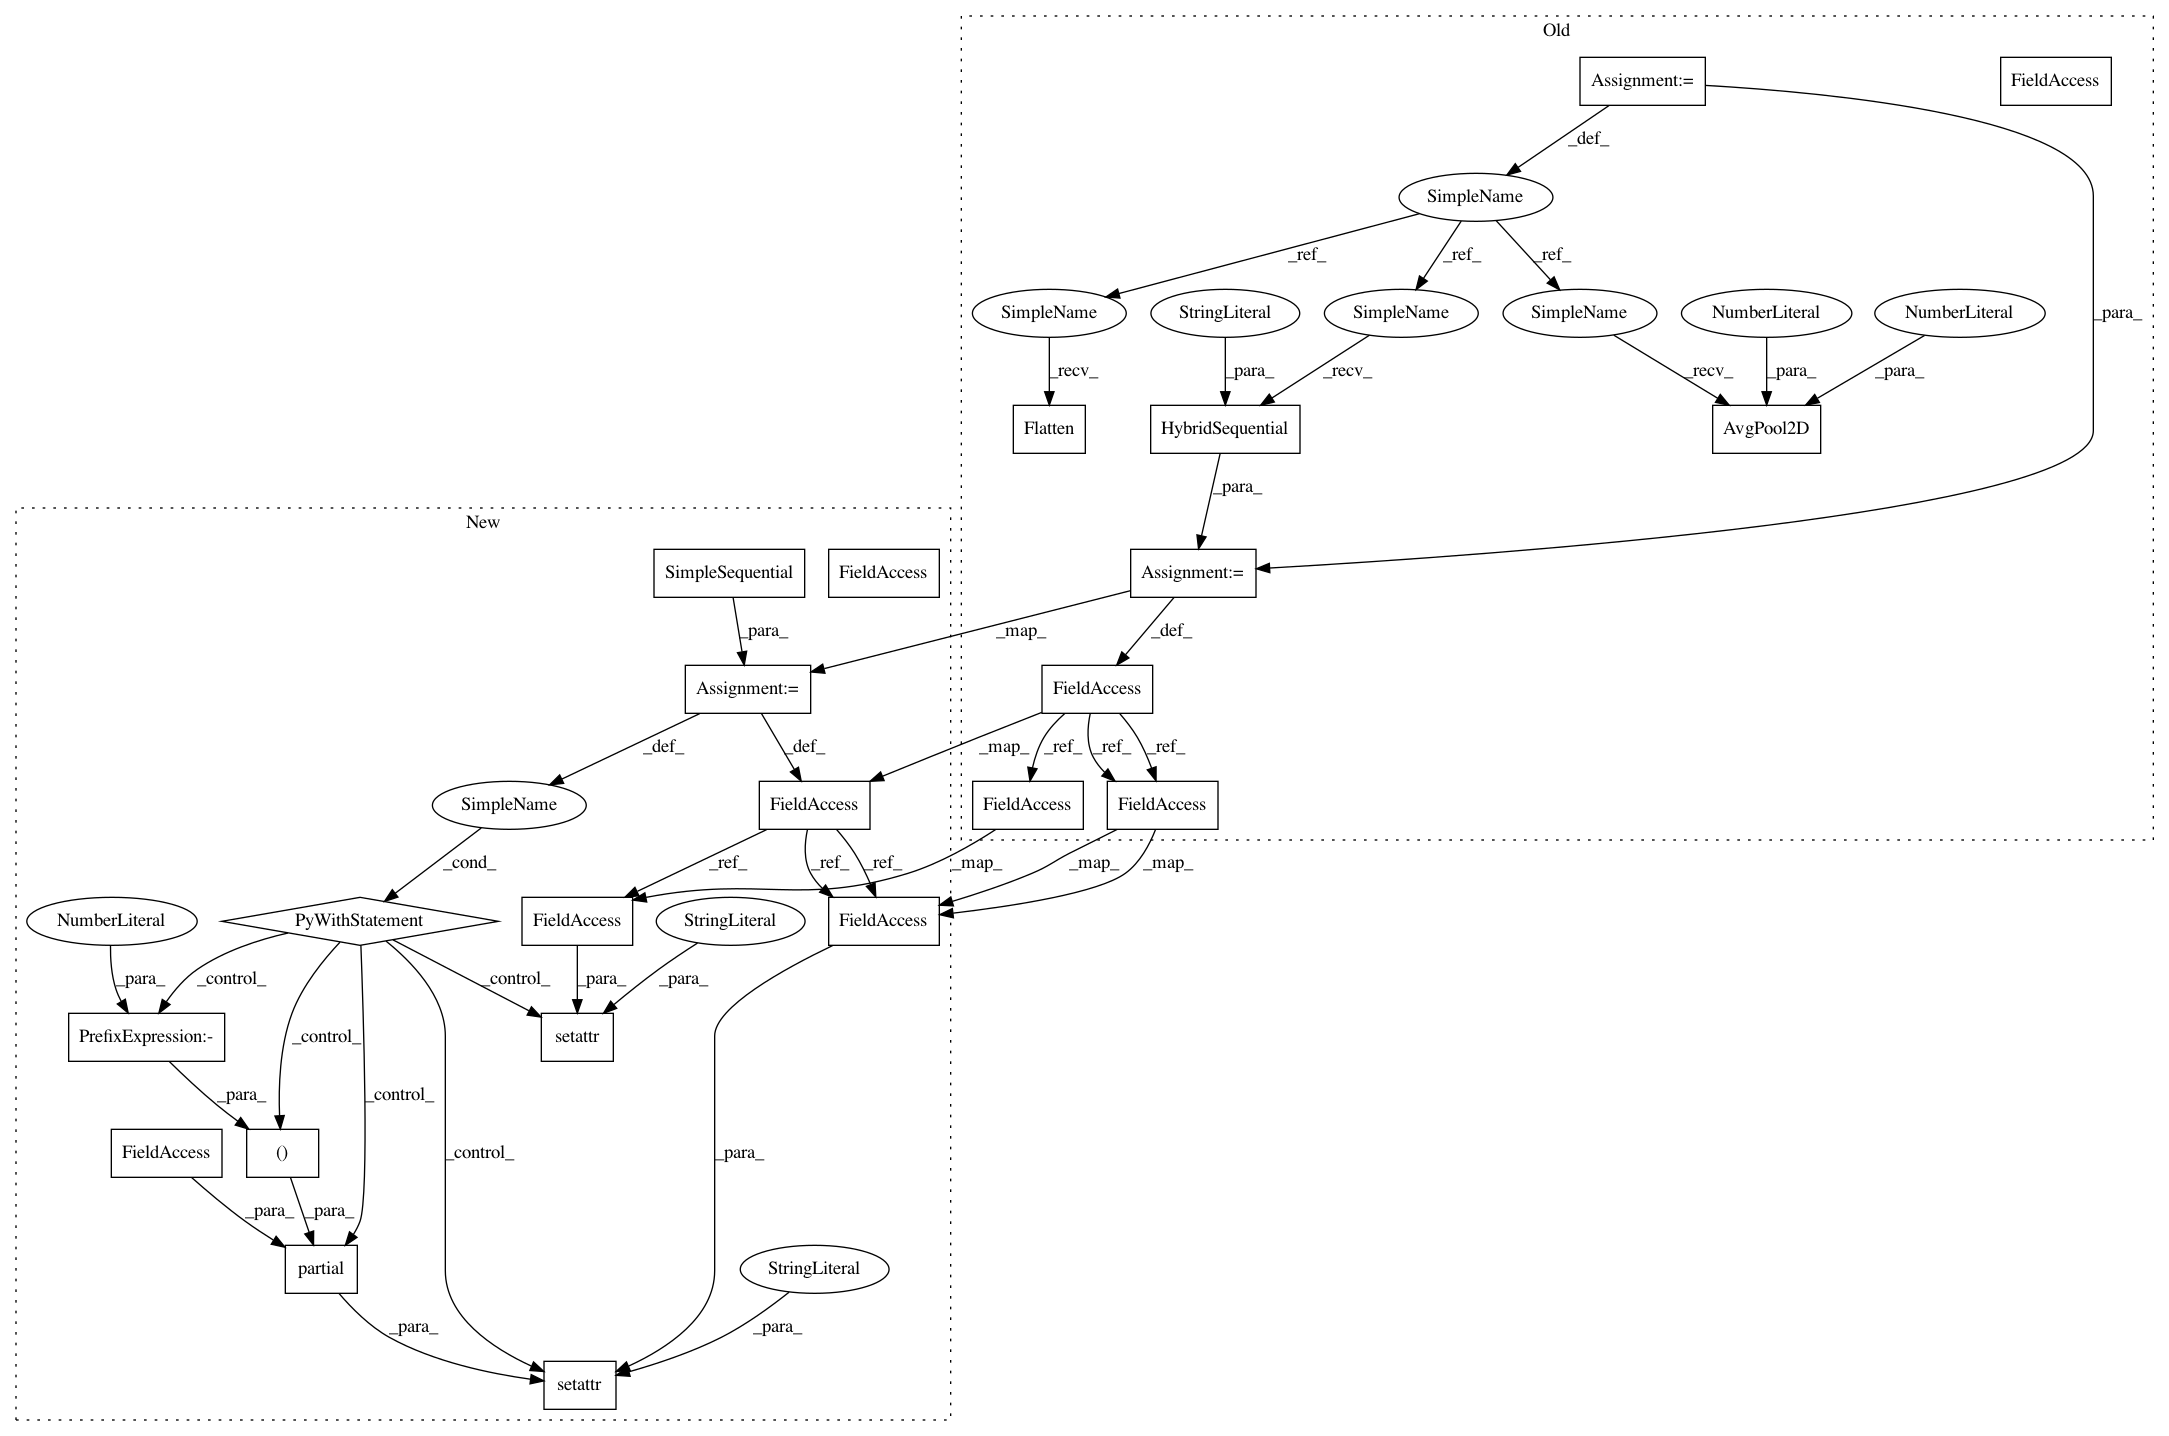 Old
Assignment:=
FieldAccess
_def_
SimpleName
_ref_
_ref_
_ref_
SimpleName
StringLiteral
SimpleName
SimpleName
NumberLiteral
NumberLiteral
_para_
_recv_
_para_
_recv_
_recv_
_para_
_para_
Flatten
HybridSequential
AvgPool2D
_para_
New
SimpleSequential
FieldAccess
Assignment:=
_para_
_map_
_def_
Assignment:=
FieldAccess
_def_
_def_
_map_
_ref_
_ref_
_ref_
SimpleName
FieldAccess
FieldAccess
FieldAccess
_cond_
_ref_
_ref_
_ref_
_map_
_map_
_map_
NumberLiteral
PyWithStatement
FieldAccess
StringLiteral
FieldAccess
_para_
_control_
_control_
_para_
_para_
PrefixExpression:-
_control_
setattr
_para_
_control_
FieldAccess
()
_control_
_para_
_para_
_para_
partial
StringLiteral
_para_
_para_
setattr